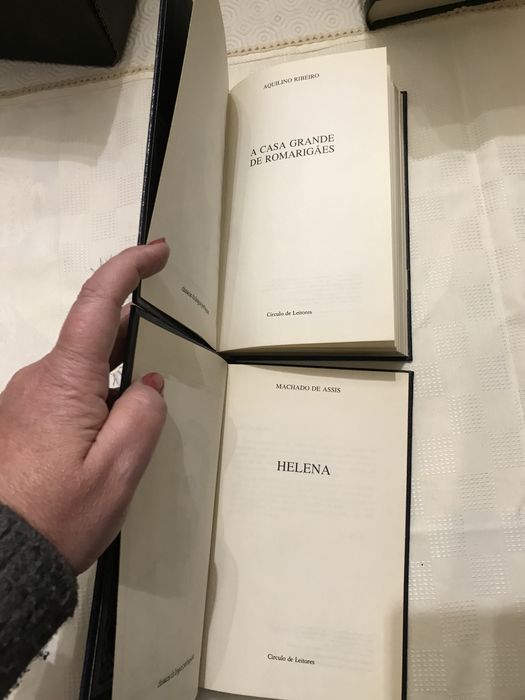 AQUILINO RIBEIRO
A CASA GRANDE
DE ROMARIGÃES
Círculo de Leitores
MACHADO DE ASSIS
HELENA
Círculo de Leitores